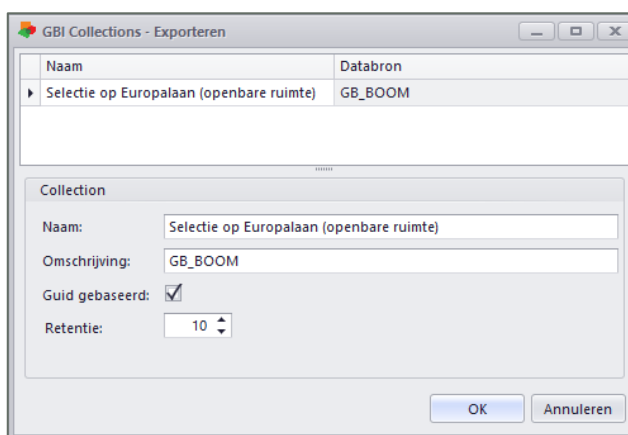 GBI Collections - Exporteren
Naam Databron
Selectie op Europalaan (openbare ruimte) GB_BOOM
Collection
Naam: Selectie op Europalaan (openbare ruimte)
Omschrijving: GB_BOOM
Guid gebaseerd:
Retentie: 10
OK Annuleren